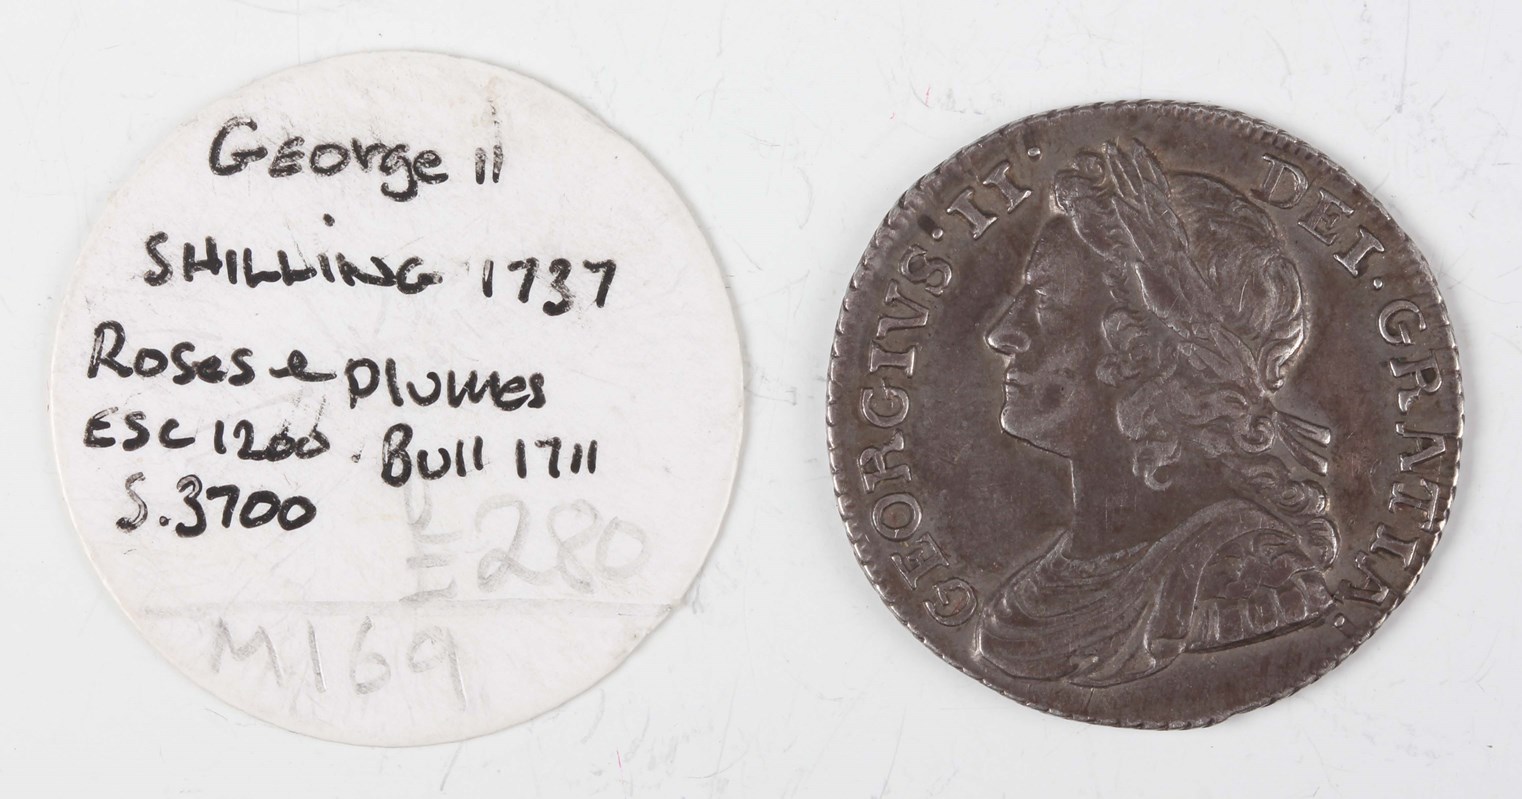 George II
SHILLING 1737
Roses & Plumes
ESC 1200. Bull 1711
S.3700
280
M169
GEORGIVS·II· DEI·GRATIA·